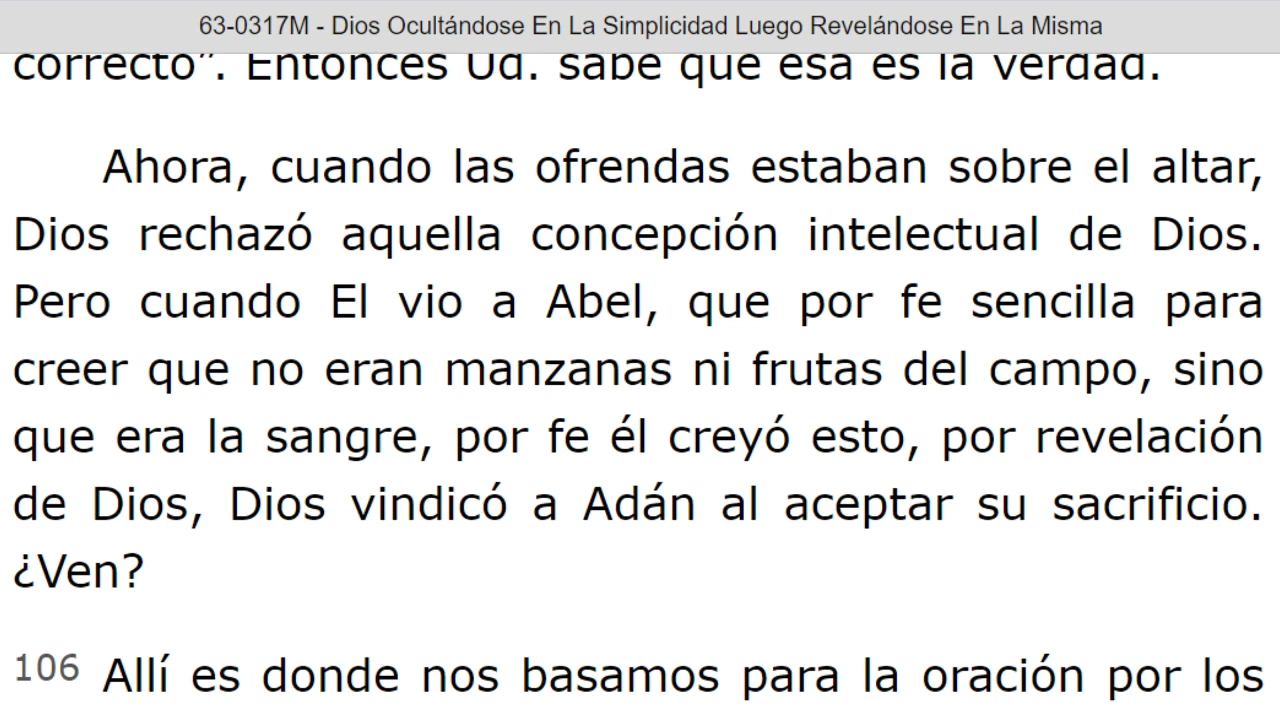 63-0317M - Dios Ocultándose En La Simplicidad Luego Revelándose En La Misma
correcto”. Entonces Ud. sabe que esa es la verdad.
Ahora, cuando las ofrendas estaban sobre el altar,
Dios rechazó aquella concepción intelectual de Dios.
Pero cuando El vio a Abel, que por fe sencilla para
creer que no eran manzanas ni frutas del campo, sino
que era la sangre, por fe él creyó esto, por revelación
de Dios, Dios vindicó a Adán al aceptar su sacrificio.
¿Ven?
106 Allí es donde nos basamos para la oración por los